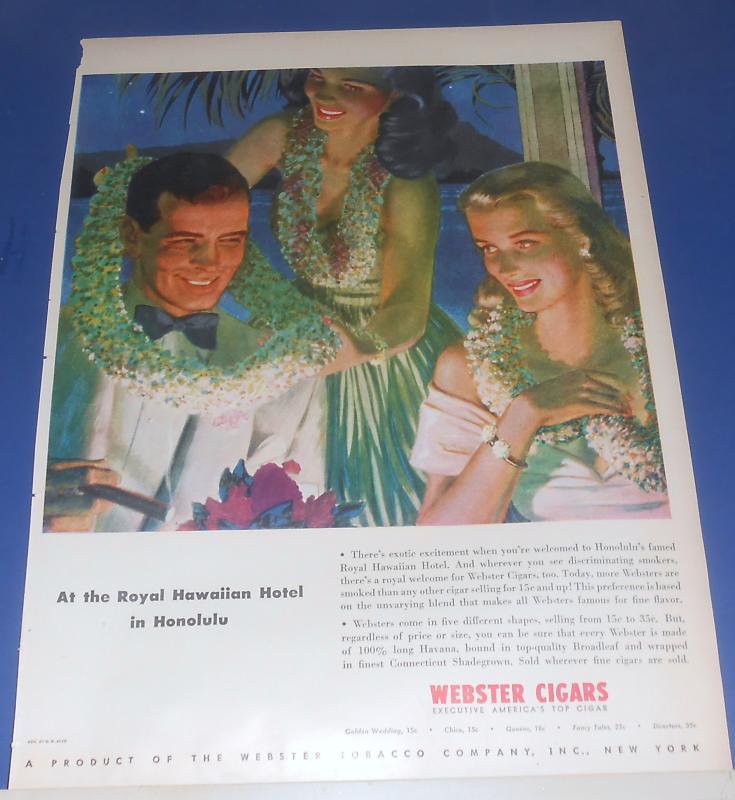 At the Royal Hawaiian Hotel
in Honolulu
• There's exotic excitement when you're welcomed to Honolulu's famed
Royal Hawaiian Hotel. And wherever you see discriminating smokers,
there's a royal welcome for Webster Cigars, too. Today, more Websters are
smoked than any other cigar selling for 15c and up! This preference is based
on the unvarying blend that makes all Websters famous for fine flavor.
• Websters come in five different shapes, selling from 15c to 35c. But,
regardless of price or size, you can be sure that every Webster is made
of 100% long Havana, bound in top-quality Broadleaf and wrapped
in finest Connecticut Shadegrown. Sold wherever fine cigars are sold.
WEBSTER CIGARS
EXECUTIVE AMERICA'S TOP CIGAR
Golden Wedding, 15c • Chico, 15c • Queens, 18c • Fancy Tales, 25c • Directors, 35c
A PRODUCT OF THE WEBSTER TOBACCO COMPANY, INC., NEW YORK